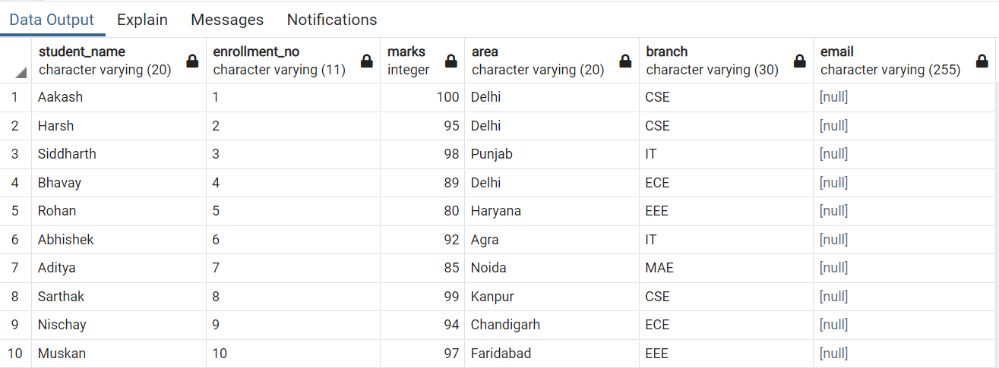 Data Output Explain Messages Notifications
student_name enrollment_no marks area branch email
character varying (20) character varying (11) integer character varying (20) character varying (30) character varying (255)
1 Aakash 1 100 Delhi CSE [null]
2 Harsh 2 95 Delhi CSE [null]
3 Siddharth 3 98 Punjab IT [null]
4 Bhavay 4 89 Delhi ECE [null]
5 Rohan 5 80 Haryana EEE [null]
6 Abhishek 6 92 Agra IT [null]
7 Aditya 7 85 Noida MAE [null]
8 Sarthak 8 99 Kanpur CSE [null]
9 Nischay 9 94 Chandigarh ECE [null]
10 Muskan 10 97 Faridabad EEE [null]